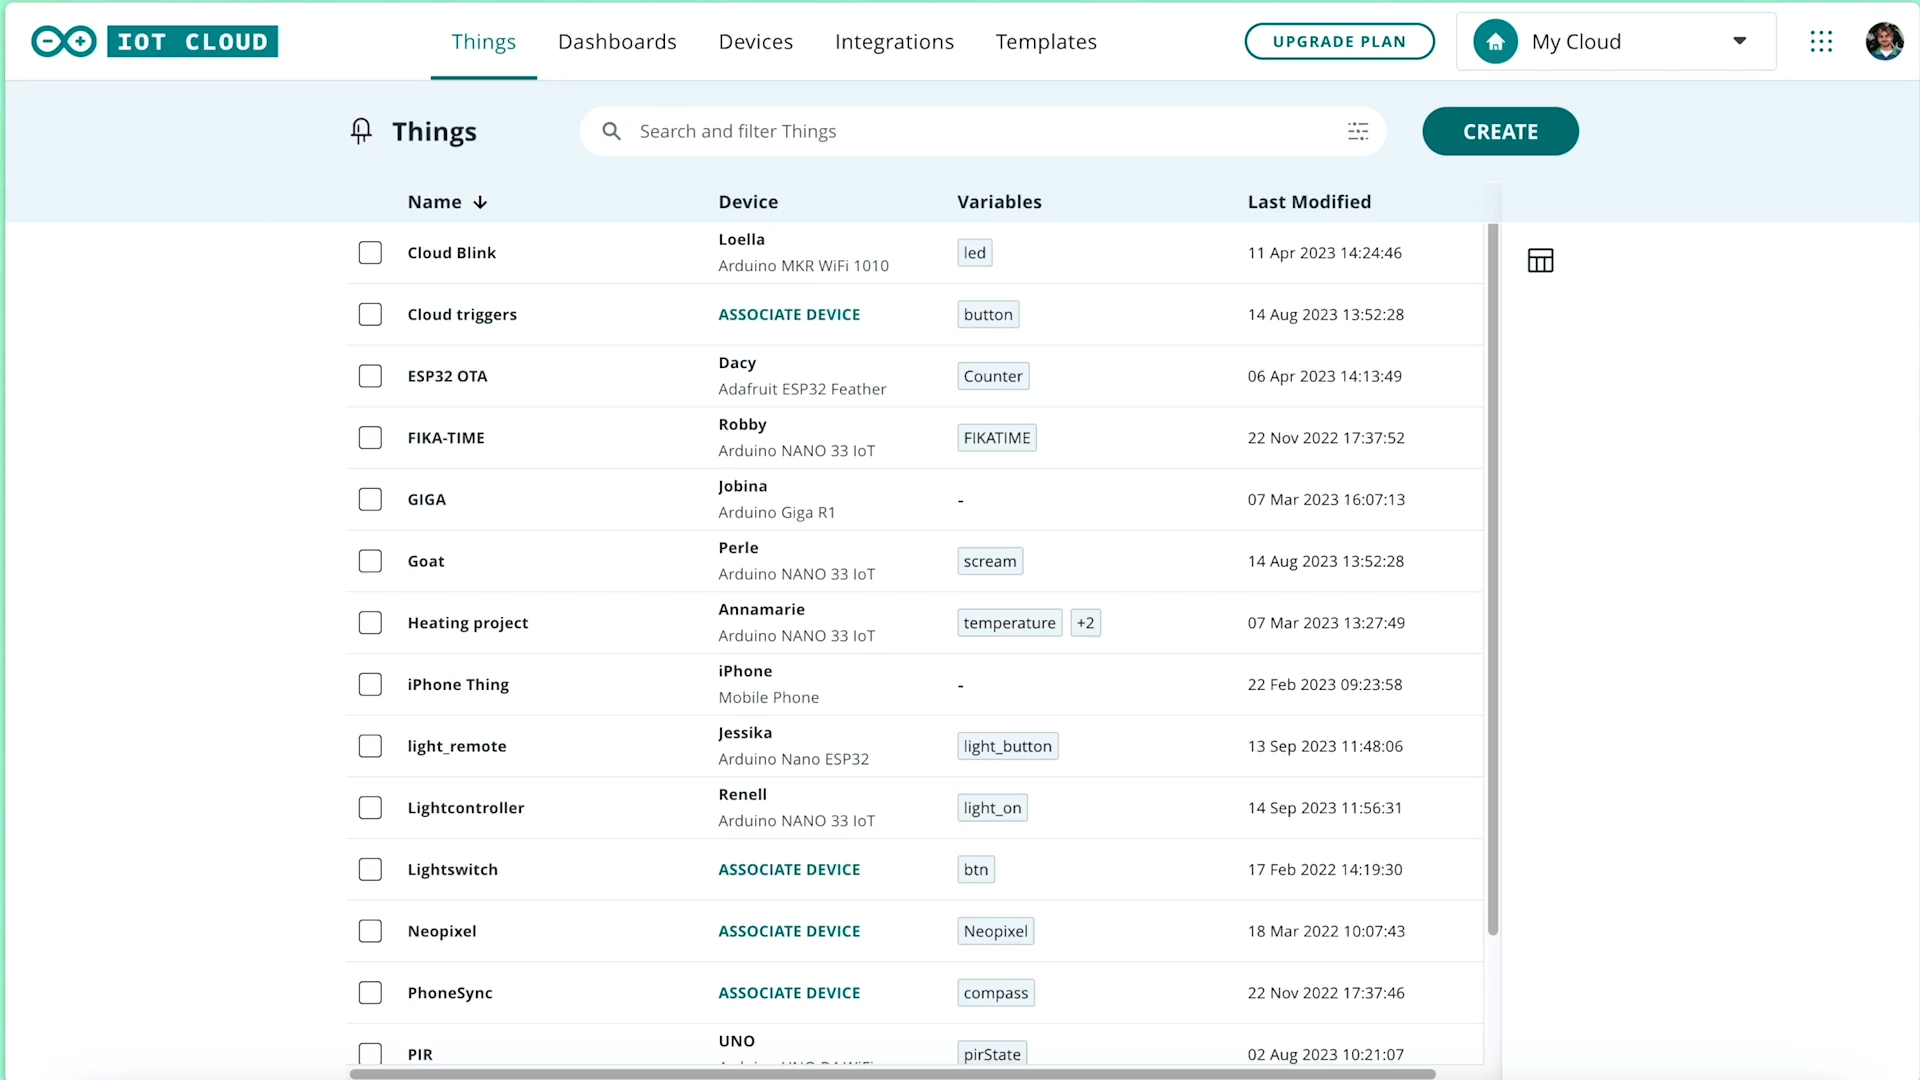 IOT CLOUD
Things Dashboards Devices Integrations Templates
UPGRADE PLAN
My Cloud
Things
Search and filter Things
CREATE
Name Device Variables Last Modified
Cloud Blink
Loella
Arduino MKR WiFi 1010
led
11 Apr 2023 14:24:46
Cloud triggers
ASSOCIATE DEVICE
button
14 Aug 2023 13:52:28
ESP32 OTA
Dacy
Adafruit ESP32 Feather
Counter
06 Apr 2023 14:13:49
FIKA-TIME
Robby
Arduino NANO 33 IoT
FIKATIME
22 Nov 2022 17:37:52
GIGA
Jobina
Arduino Giga R1
-
07 Mar 2023 16:07:13
Goat
Perle
Arduino NANO 33 IoT
scream
14 Aug 2023 13:52:28
Heating project
Annamarie
Arduino NANO 33 IoT
temperature +2
07 Mar 2023 13:27:49
iPhone Thing
iPhone
Mobile Phone
-
22 Feb 2023 09:23:58
light_remote
Jessika
Arduino Nano ESP32
light_button
13 Sep 2023 11:48:06
Lightcontroller
Renell
Arduino NANO 33 IoT
light_on
14 Sep 2023 11:56:31
Lightswitch
ASSOCIATE DEVICE
btn
17 Feb 2022 14:19:30
Neopixel
ASSOCIATE DEVICE
Neopixel
18 Mar 2022 10:07:43
PhoneSync
ASSOCIATE DEVICE
compass
22 Nov 2022 17:37:46
PIR
UNO
pirState
02 Aug 2023 10:21:07